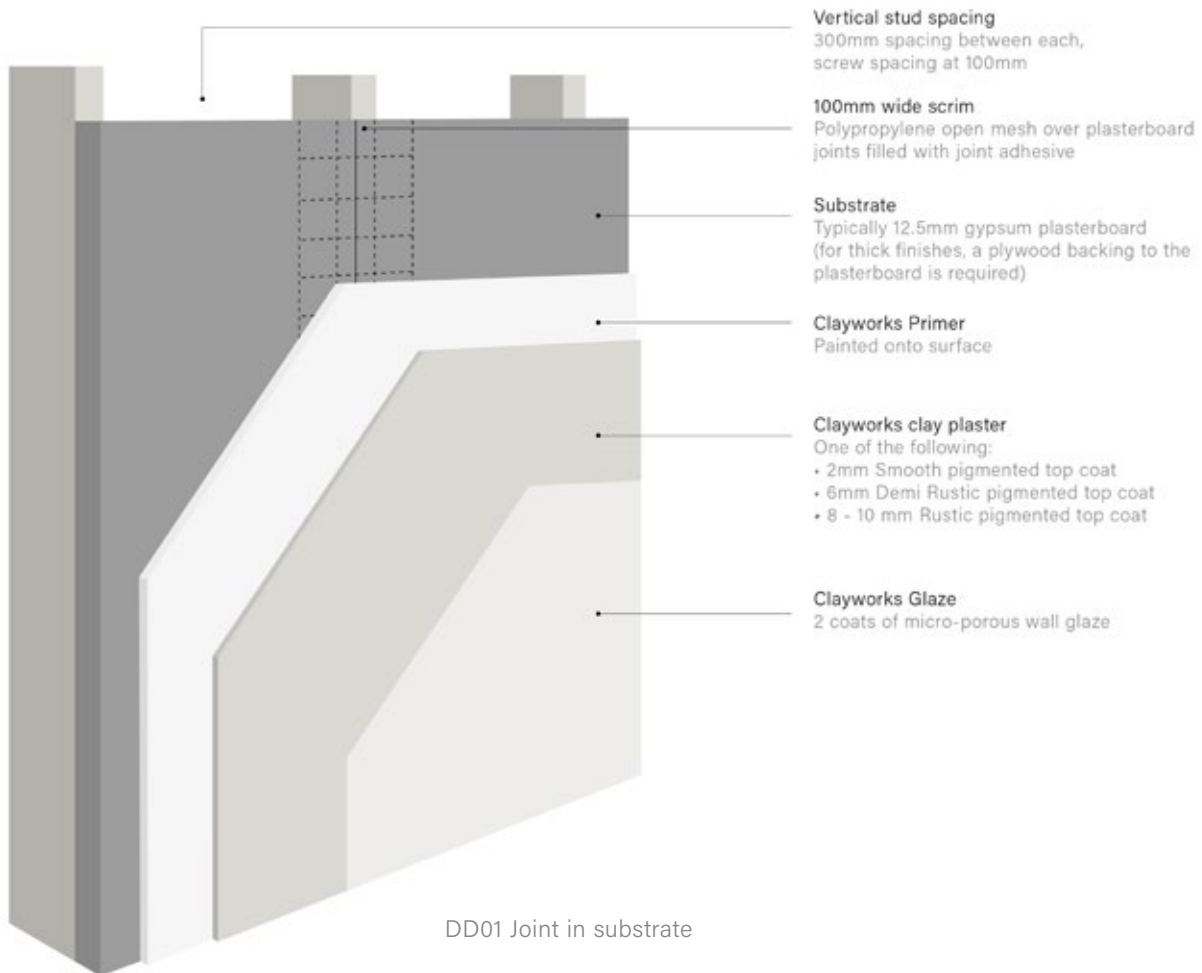 Vertical stud spacing
300mm spacing between each,
screw spacing at 100mm
100mm wide scrim
Polypropylene open mesh over plasterboard
joints filled with joint adhesive
Substrate
Typically 12.5mm gypsum plasterboard
(for thick finishes, a plywood backing to the
plasterboard is required)
Clayworks Primer
Painted onto surface
Clayworks clay plaster
One of the following:
• 2mm Smooth pigmented top coat
• 6mm Demi Rustic pigmented top coat
• 8 - 10 mm Rustic pigmented top coat
Clayworks Glaze
2 coats of micro-porous wall glaze
DD01 Joint in substrate